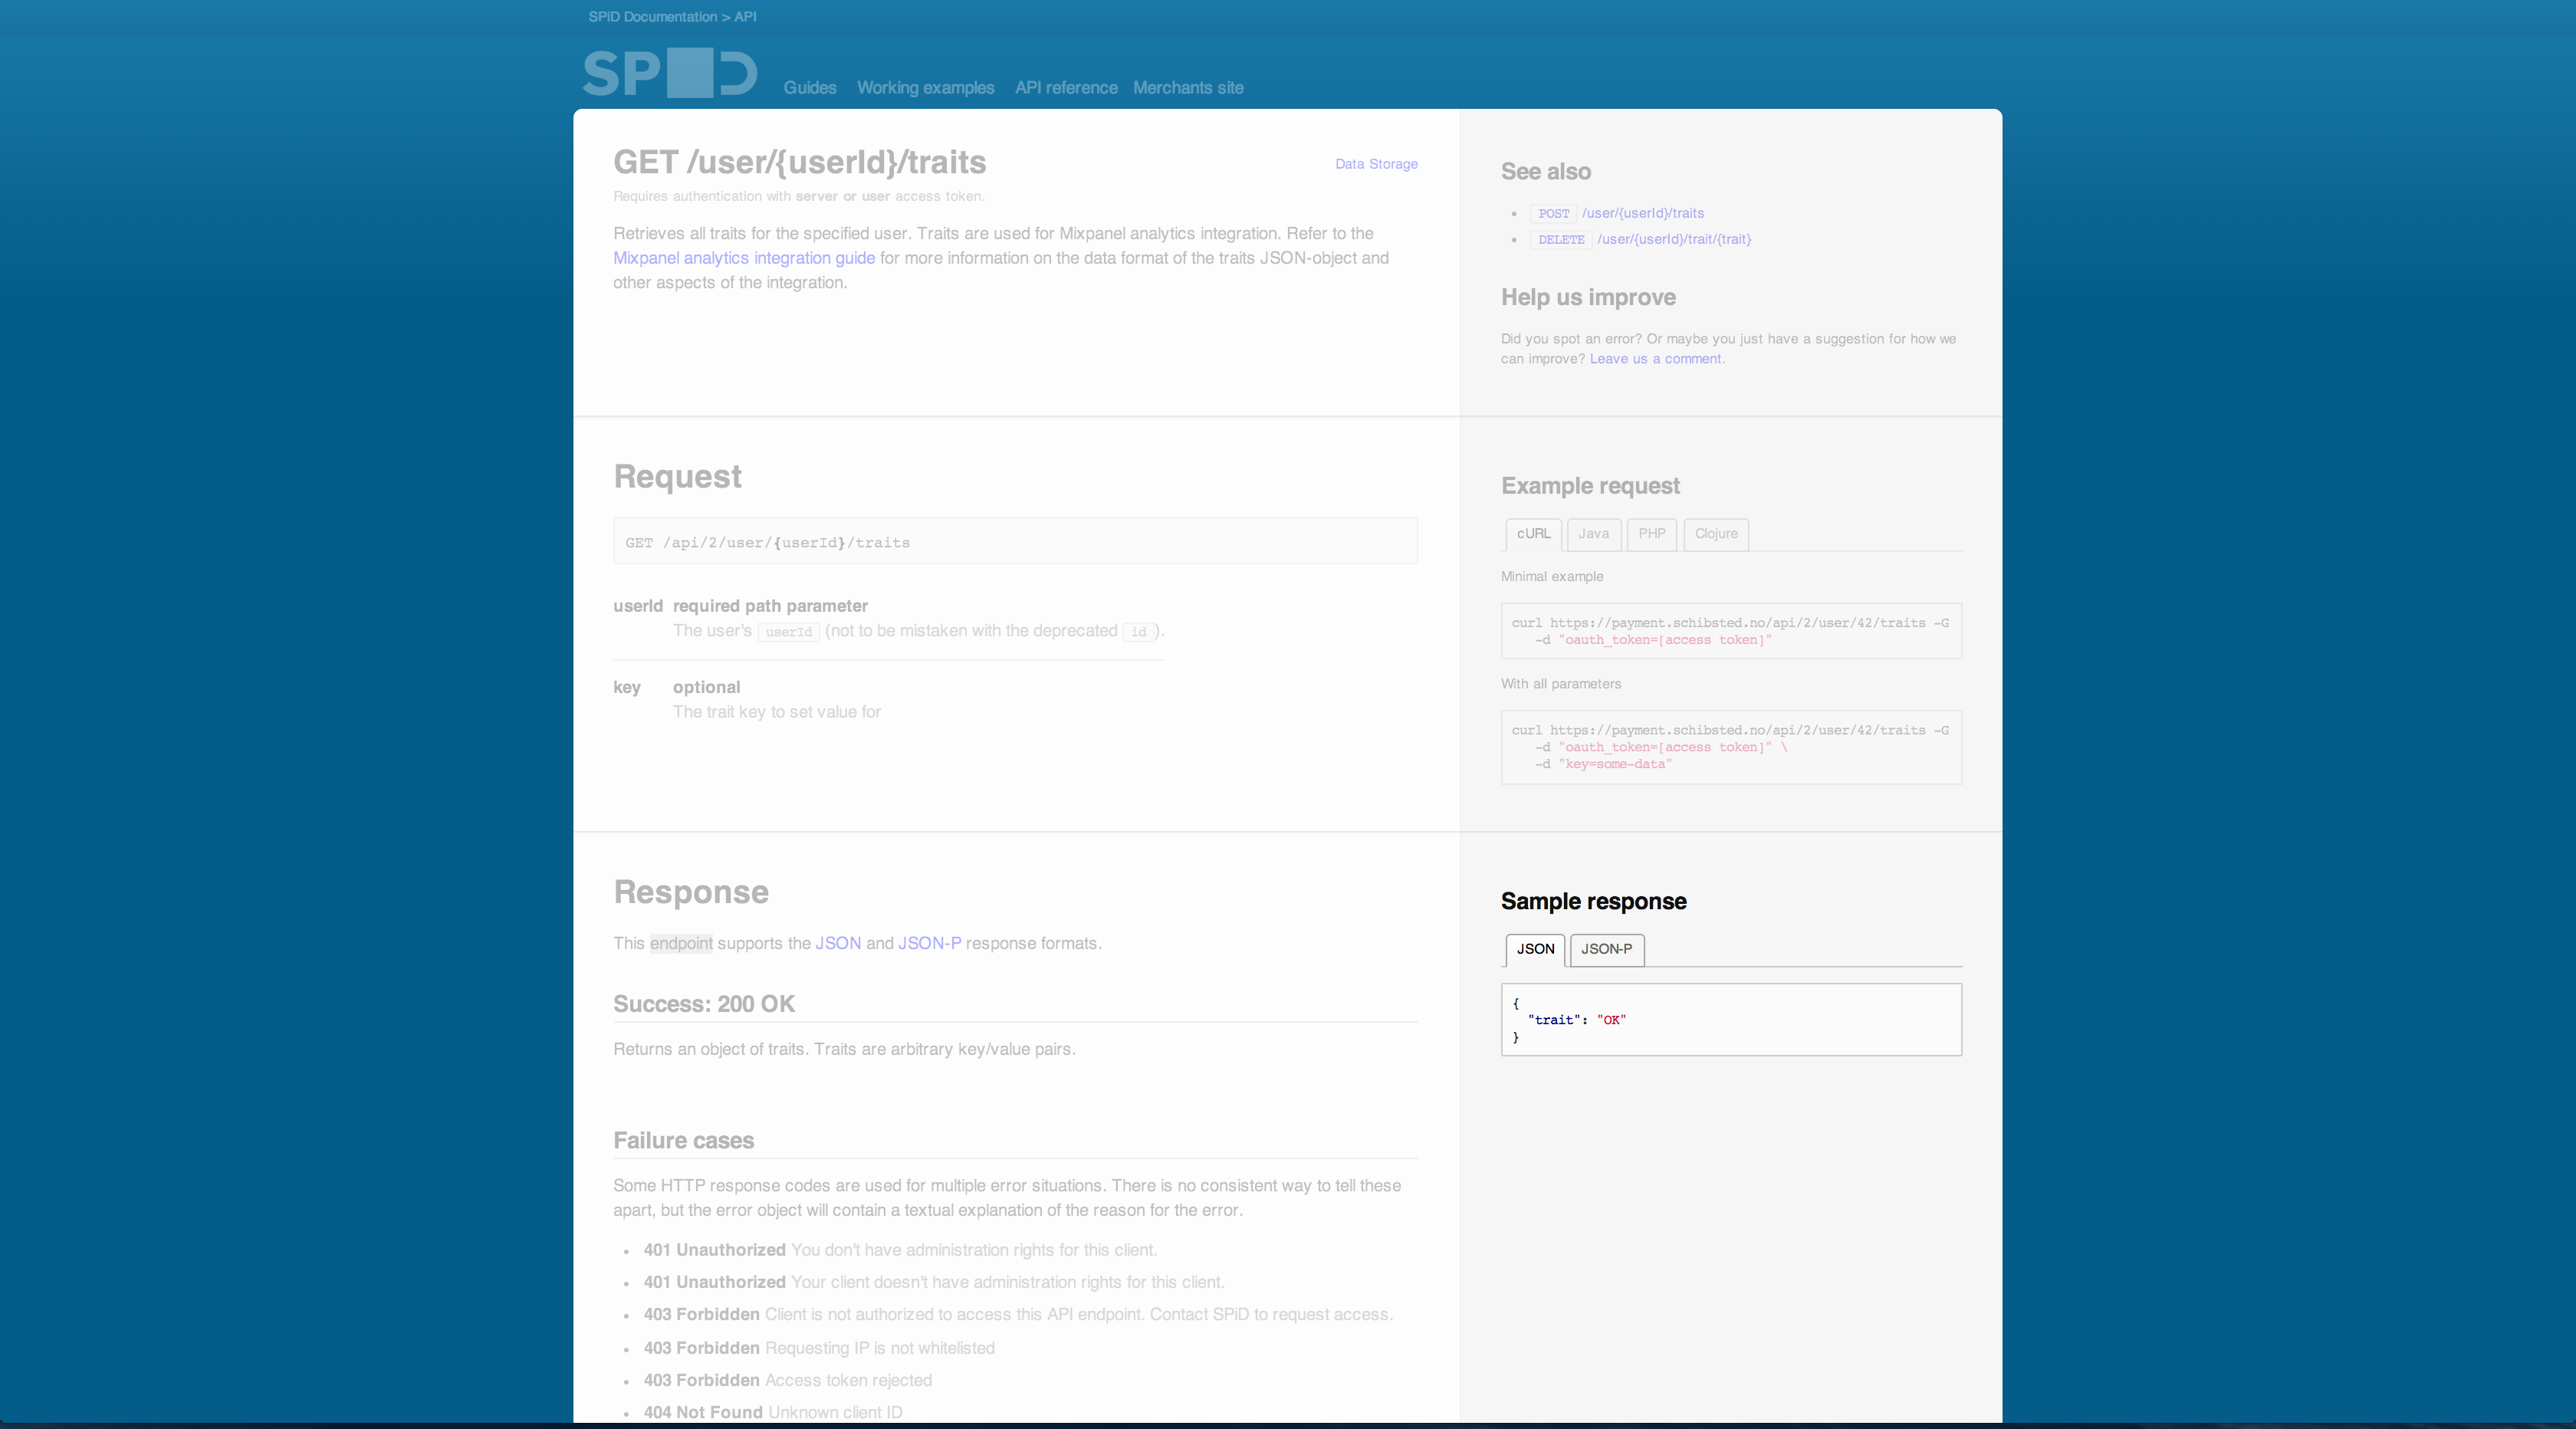 SPiD Documentation > API
SP D
Guides Working examples API reference Merchants site
GET /user/{userId}/traits
Data Storage
Requires authentication with server or user access token.
Retrieves all traits for the specified user. Traits are used for Mixpanel analytics integration. Refer to the
Mixpanel analytics integration guide for more information on the data format of the traits JSON-object and
other aspects of the integration.
See also
• POST /user/{userId}/traits
• DELETE /user/{userId}/trait/{trait}
Help us improve
Did you spot an error? Or maybe you just have a suggestion for how we
can improve? Leave us a comment.
Request
GET /api/2/user/{userId}/traits
userId required path parameter
The user's userId (not to be mistaken with the deprecated id ).
key optional
The trait key to set value for
Example request
cURL Java PHP Clojure
Minimal example
curl https://payment.schibsted.no/api/2/user/42/traits -G
-d "oauth_token=[access token]"
With all parameters
curl https://payment.schibsted.no/api/2/user/42/traits -G
-d "oauth_token=[access token]" \
-d "key=some-data"
Response
This endpoint supports the JSON and JSON-P response formats.
Success: 200 OK
Returns an object of traits. Traits are arbitrary key/value pairs.
Failure cases
Some HTTP response codes are used for multiple error situations. There is no consistent way to tell these
apart, but the error object will contain a textual explanation of the reason for the error.
• 401 Unauthorized You don't have administration rights for this client.
• 401 Unauthorized Your client doesn't have administration rights for this client.
• 403 Forbidden Client is not authorized to access this API endpoint. Contact SPiD to request access.
• 403 Forbidden Requesting IP is not whitelisted
• 403 Forbidden Access token rejected
• 404 Not Found Unknown client ID
Sample response
JSON JSON-P
{
"trait": "OK"
}